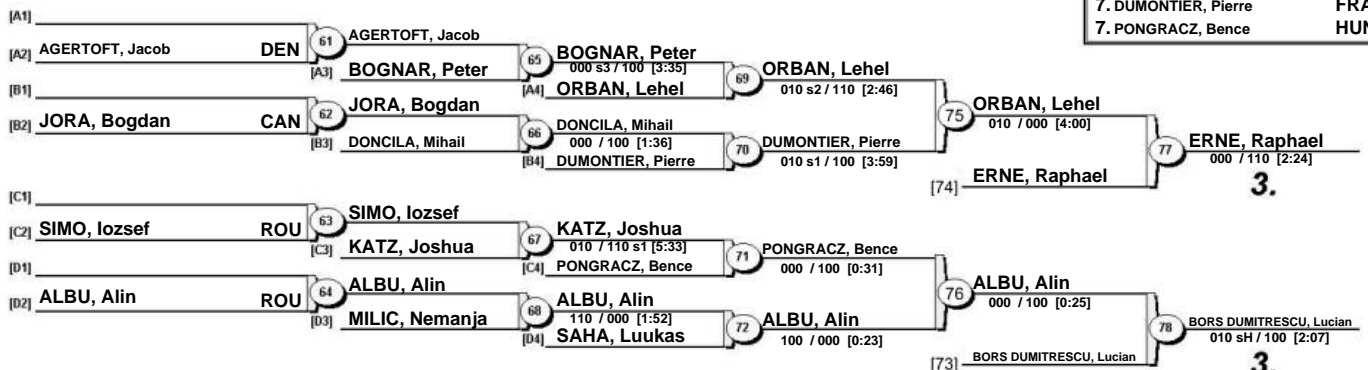 7. DUMONTIER, Pierre FRA
7. PONGRACZ, Bence HUN
[A1]
[A2] AGERTOFT, Jacob DEN
61 AGERTOFT, Jacob
[A3] BOGNAR, Peter
65 BOGNAR, Peter
000 s3 / 100 [3:35]
[A4] ORBAN, Lehel
69 ORBAN, Lehel
010 s2 / 110 [2:46]
[B1]
[B2] JORA, Bogdan CAN
62 JORA, Bogdan
[B3] DONCILA, Mihail
66 DONCILA, Mihail
000 / 100 [1:36]
[B4] DUMONTIER, Pierre
70 DUMONTIER, Pierre
010 s1 / 100 [3:59]
75 ORBAN, Lehel
010 / 000 [4:00]
[74] ERNE, Raphael
77 ERNE, Raphael
000 / 110 [2:24]
3.
[C1]
[C2] SIMO, Iozsef ROU
63 SIMO, Iozsef
[C3] KATZ, Joshua
67 KATZ, Joshua
010 / 110 s1 [5:33]
[C4] PONGRACZ, Bence
71 PONGRACZ, Bence
000 / 100 [0:31]
[D1]
[D2] ALBU, Alin ROU
64 ALBU, Alin
[D3] MILIC, Nemanja
68 ALBU, Alin
110 / 000 [1:52]
[D4] SAHA, Luukas
72 ALBU, Alin
100 / 000 [0:23]
76 ALBU, Alin
000 / 100 [0:25]
[73] BORS DUMITRESCU, Lucian
78 BORS DUMITRESCU, Lucian
010 sH / 100 [2:07]
3.